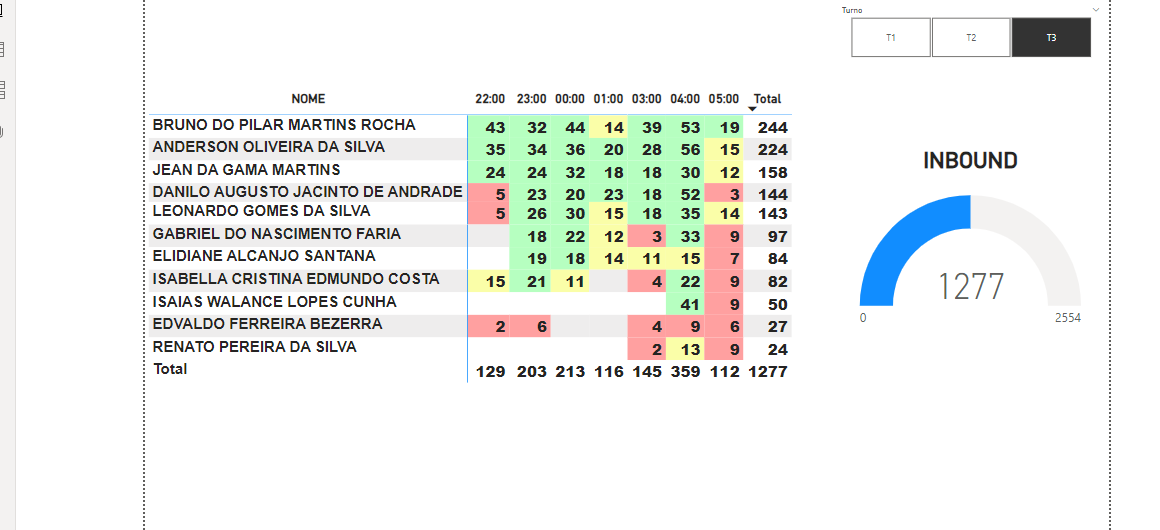 Turno
T1 T2 T3
NOME 22:00 23:00 00:00 01:00 03:00 04:00 05:00 Total
BRUNO DO PILAR MARTINS ROCHA 43 32 44 14 39 53 19 244
ANDERSON OLIVEIRA DA SILVA 35 34 36 20 28 56 15 224
JEAN DA GAMA MARTINS 24 24 32 18 18 30 12 158
DANILO AUGUSTO JACINTO DE ANDRADE 5 23 20 23 18 52 3 144
LEONARDO GOMES DA SILVA 5 26 30 15 18 35 14 143
GABRIEL DO NASCIMENTO FARIA 18 22 12 3 33 9 97
ELIDIANE ALCANJO SANTANA 19 18 14 11 15 7 84
ISABELLA CRISTINA EDMUNDO COSTA 15 21 11 4 22 9 82
ISAIAS WALANCE LOPES CUNHA 41 9 50
EDVALDO FERREIRA BEZERRA 2 6 4 9 6 27
RENATO PEREIRA DA SILVA 2 13 9 24
Total 129 203 213 116 145 359 112 1277
INBOUND
1277
0 2554